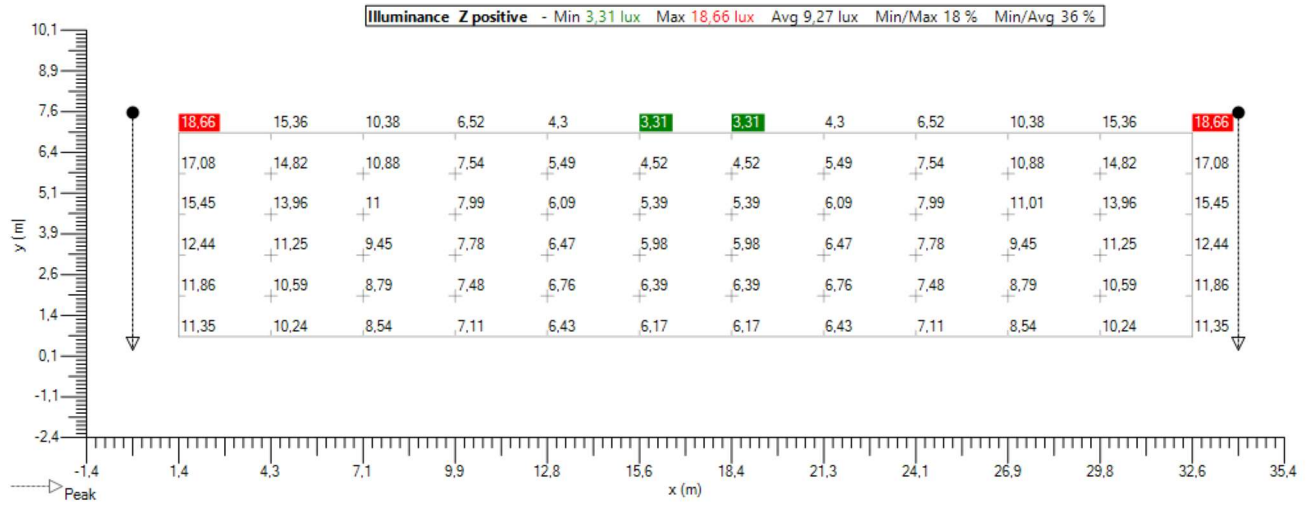 Illuminance Z positive - Min 3,31 lux Max 18,66 lux Avg 9,27 lux Min/Max 18 % Min/Avg 36 %
10,1
8,9
7,6
18,66 15,36 10,38 6,52 4,3 3,31 3,31 4,3 6,52 10,38 15,36 18,66
6,4
17,08 14,82 10,88 7,54 5,49 4,52 4,52 5,49 7,54 10,88 14,82 17,08
5,1
15,45 13,96 11 7,99 6,09 5,39 5,39 6,09 7,99 11,01 13,96 15,45
3,9
y (m)
12,44 11,25 9,45 7,78 6,47 5,98 5,98 6,47 7,78 9,45 11,25 12,44
2,6
11,86 10,59 8,79 7,48 6,76 6,39 6,39 6,76 7,48 8,79 10,59 11,86
1,4
11,35 10,24 8,54 7,11 6,43 6,17 6,17 6,43 7,11 8,54 10,24 11,35
0,1
-1,1
-2,4
-1,4 1,4 4,3 7,1 9,9 12,8 15,6 18,4 21,3 24,1 26,9 29,8 32,6 35,4
x (m)
Peak